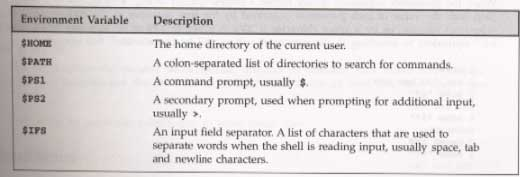 Environment Variable Description
$HOME The home directory of the current user.
$PATH A colon-separated list of directories to search for commands.
$PS1 A command prompt, usually $.
$PS2 A secondary prompt, used when prompting for additional input,
usually >.
$IFS An input field separator. A list of characters that are used to
separate words when the shell is reading input, usually space, tab
and newline characters.